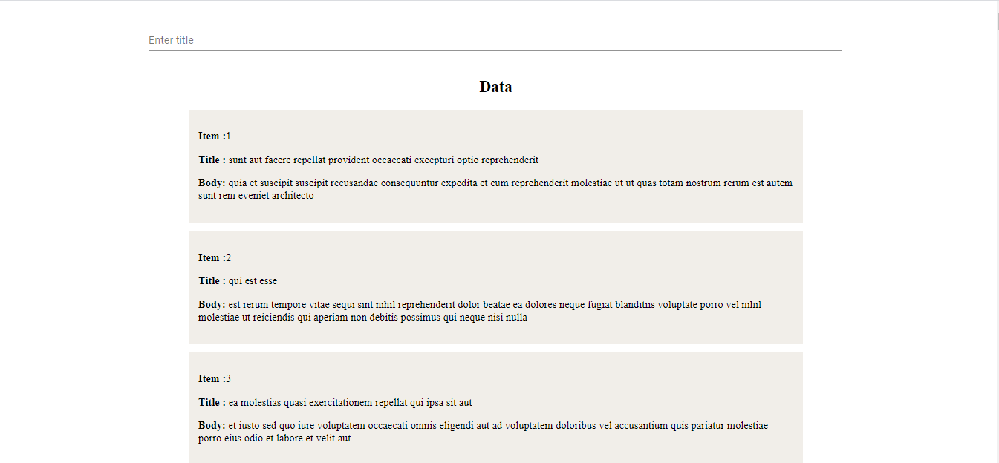 Enter title
Data
Item :1
Title : sunt aut facere repellat provident occaecati excepturi optio reprehenderit
Body: quia et suscipit suscipit recusandae consequuntur expedita et cum reprehenderit molestiae ut ut quas totam nostrum rerum est autem
sunt rem eveniet architecto
Item :2
Title : qui est esse
Body: est rerum tempore vitae sequi sint nihil reprehenderit dolor beatae ea dolores neque fugiat blanditiis voluptate porro vel nihil
molestiae ut reiciendis qui aperiam non debitis possimus qui neque nisi nulla
Item :3
Title : ea molestias quasi exercitationem repellat qui ipsa sit aut
Body: et iusto sed quo iure voluptatem occaecati omnis eligendi aut ad voluptatem doloribus vel accusantium quis pariatur molestiae
porro eius odio et labore et velit aut